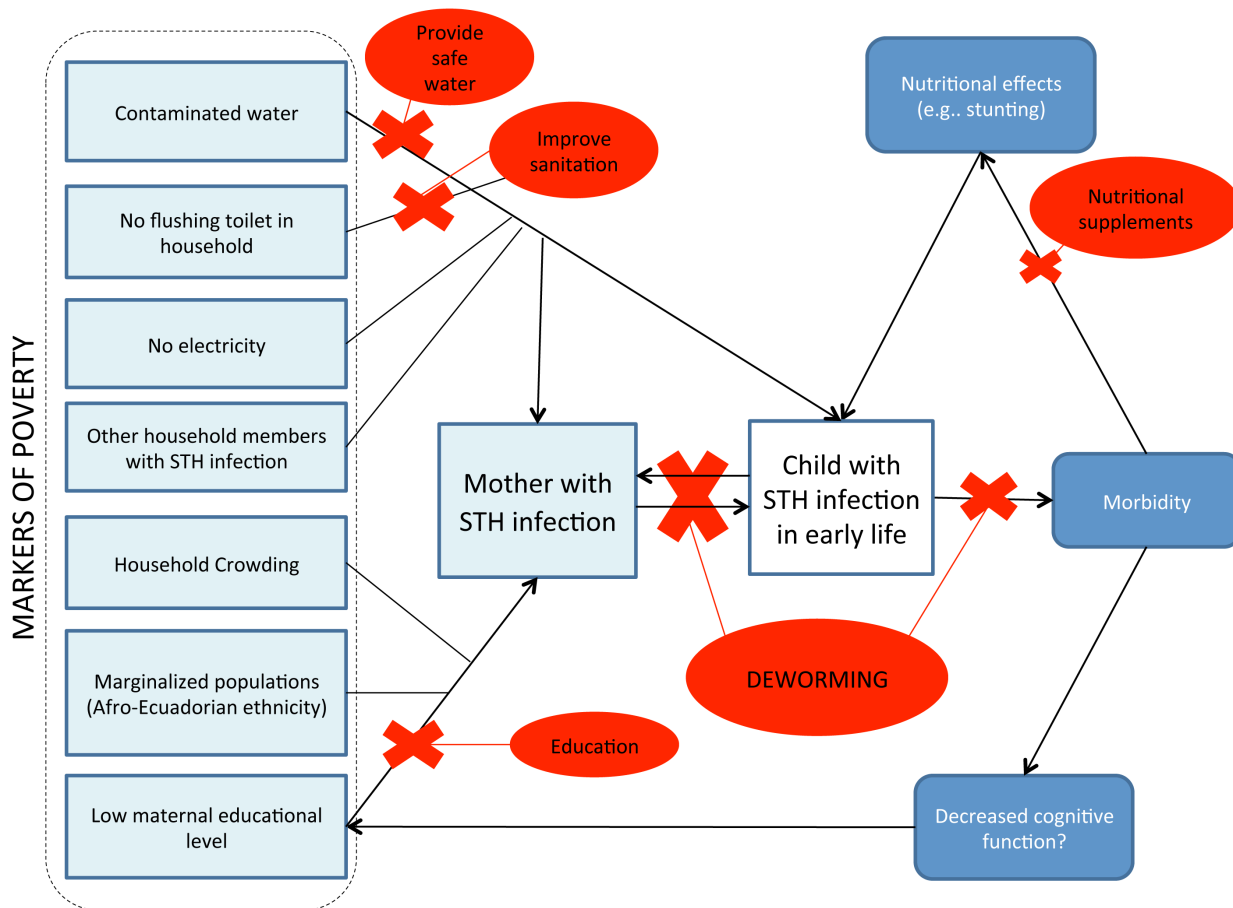 MARKERS OF POVERTY
Contaminated water
No flushing toilet in
household
No electricity
Other household members
with STH infection
Household Crowding
Marginalized populations
(Afro-Ecuadorian ethnicity)
Low maternal educational
level
Provide
safe
water
Improve
sanitation
Mother with
STH infection
Child with
STH infection
in early life
DEWORMING
Education
Nutritional effects
(e.g.. stunting)
Nutritional
supplements
Morbidity
Decreased cognitive
function?